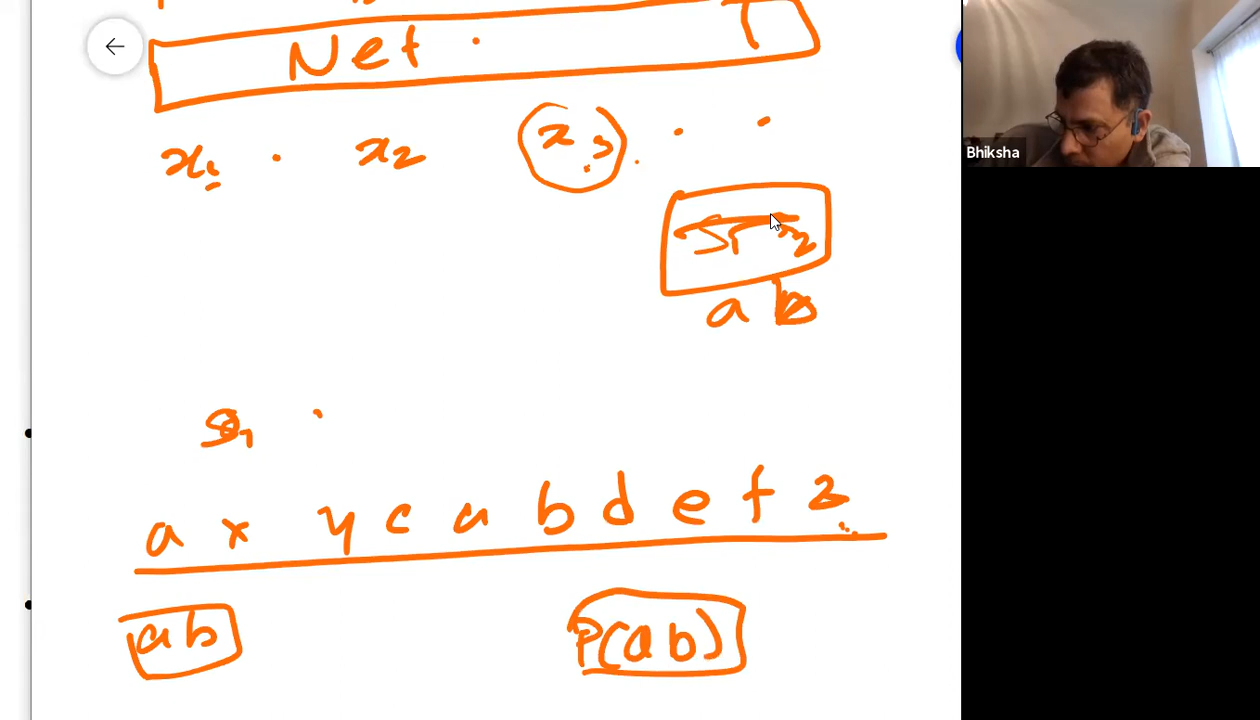 Net
x₁ x₂ x₃
Bhiksha
a b
a x y c a b d e f z
ab P(ab)